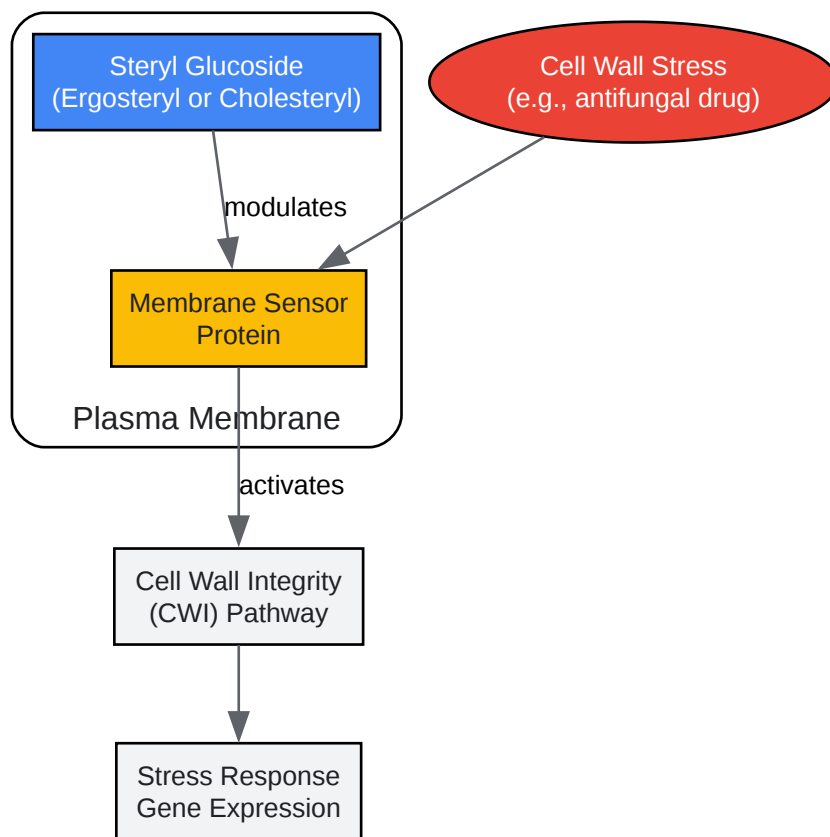 Steryl Glucoside
(Ergosteryl or Cholesteryl)
Cell Wall Stress
(e.g., antifungal drug)
modulates
Membrane Sensor
Protein
Plasma Membrane
activates
Cell Wall Integrity
(CWI) Pathway
Stress Response
Gene Expression